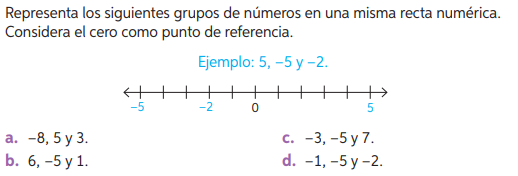 Representa los siguientes grupos de números en una misma recta numérica.
Considera el cero como punto de referencia.
Ejemplo: 5, –5 y –2.
–5 –2 0 5
a. –8, 5 y 3. c. –3, –5 y 7.
b. 6, –5 y 1. d. –1, –5 y –2.